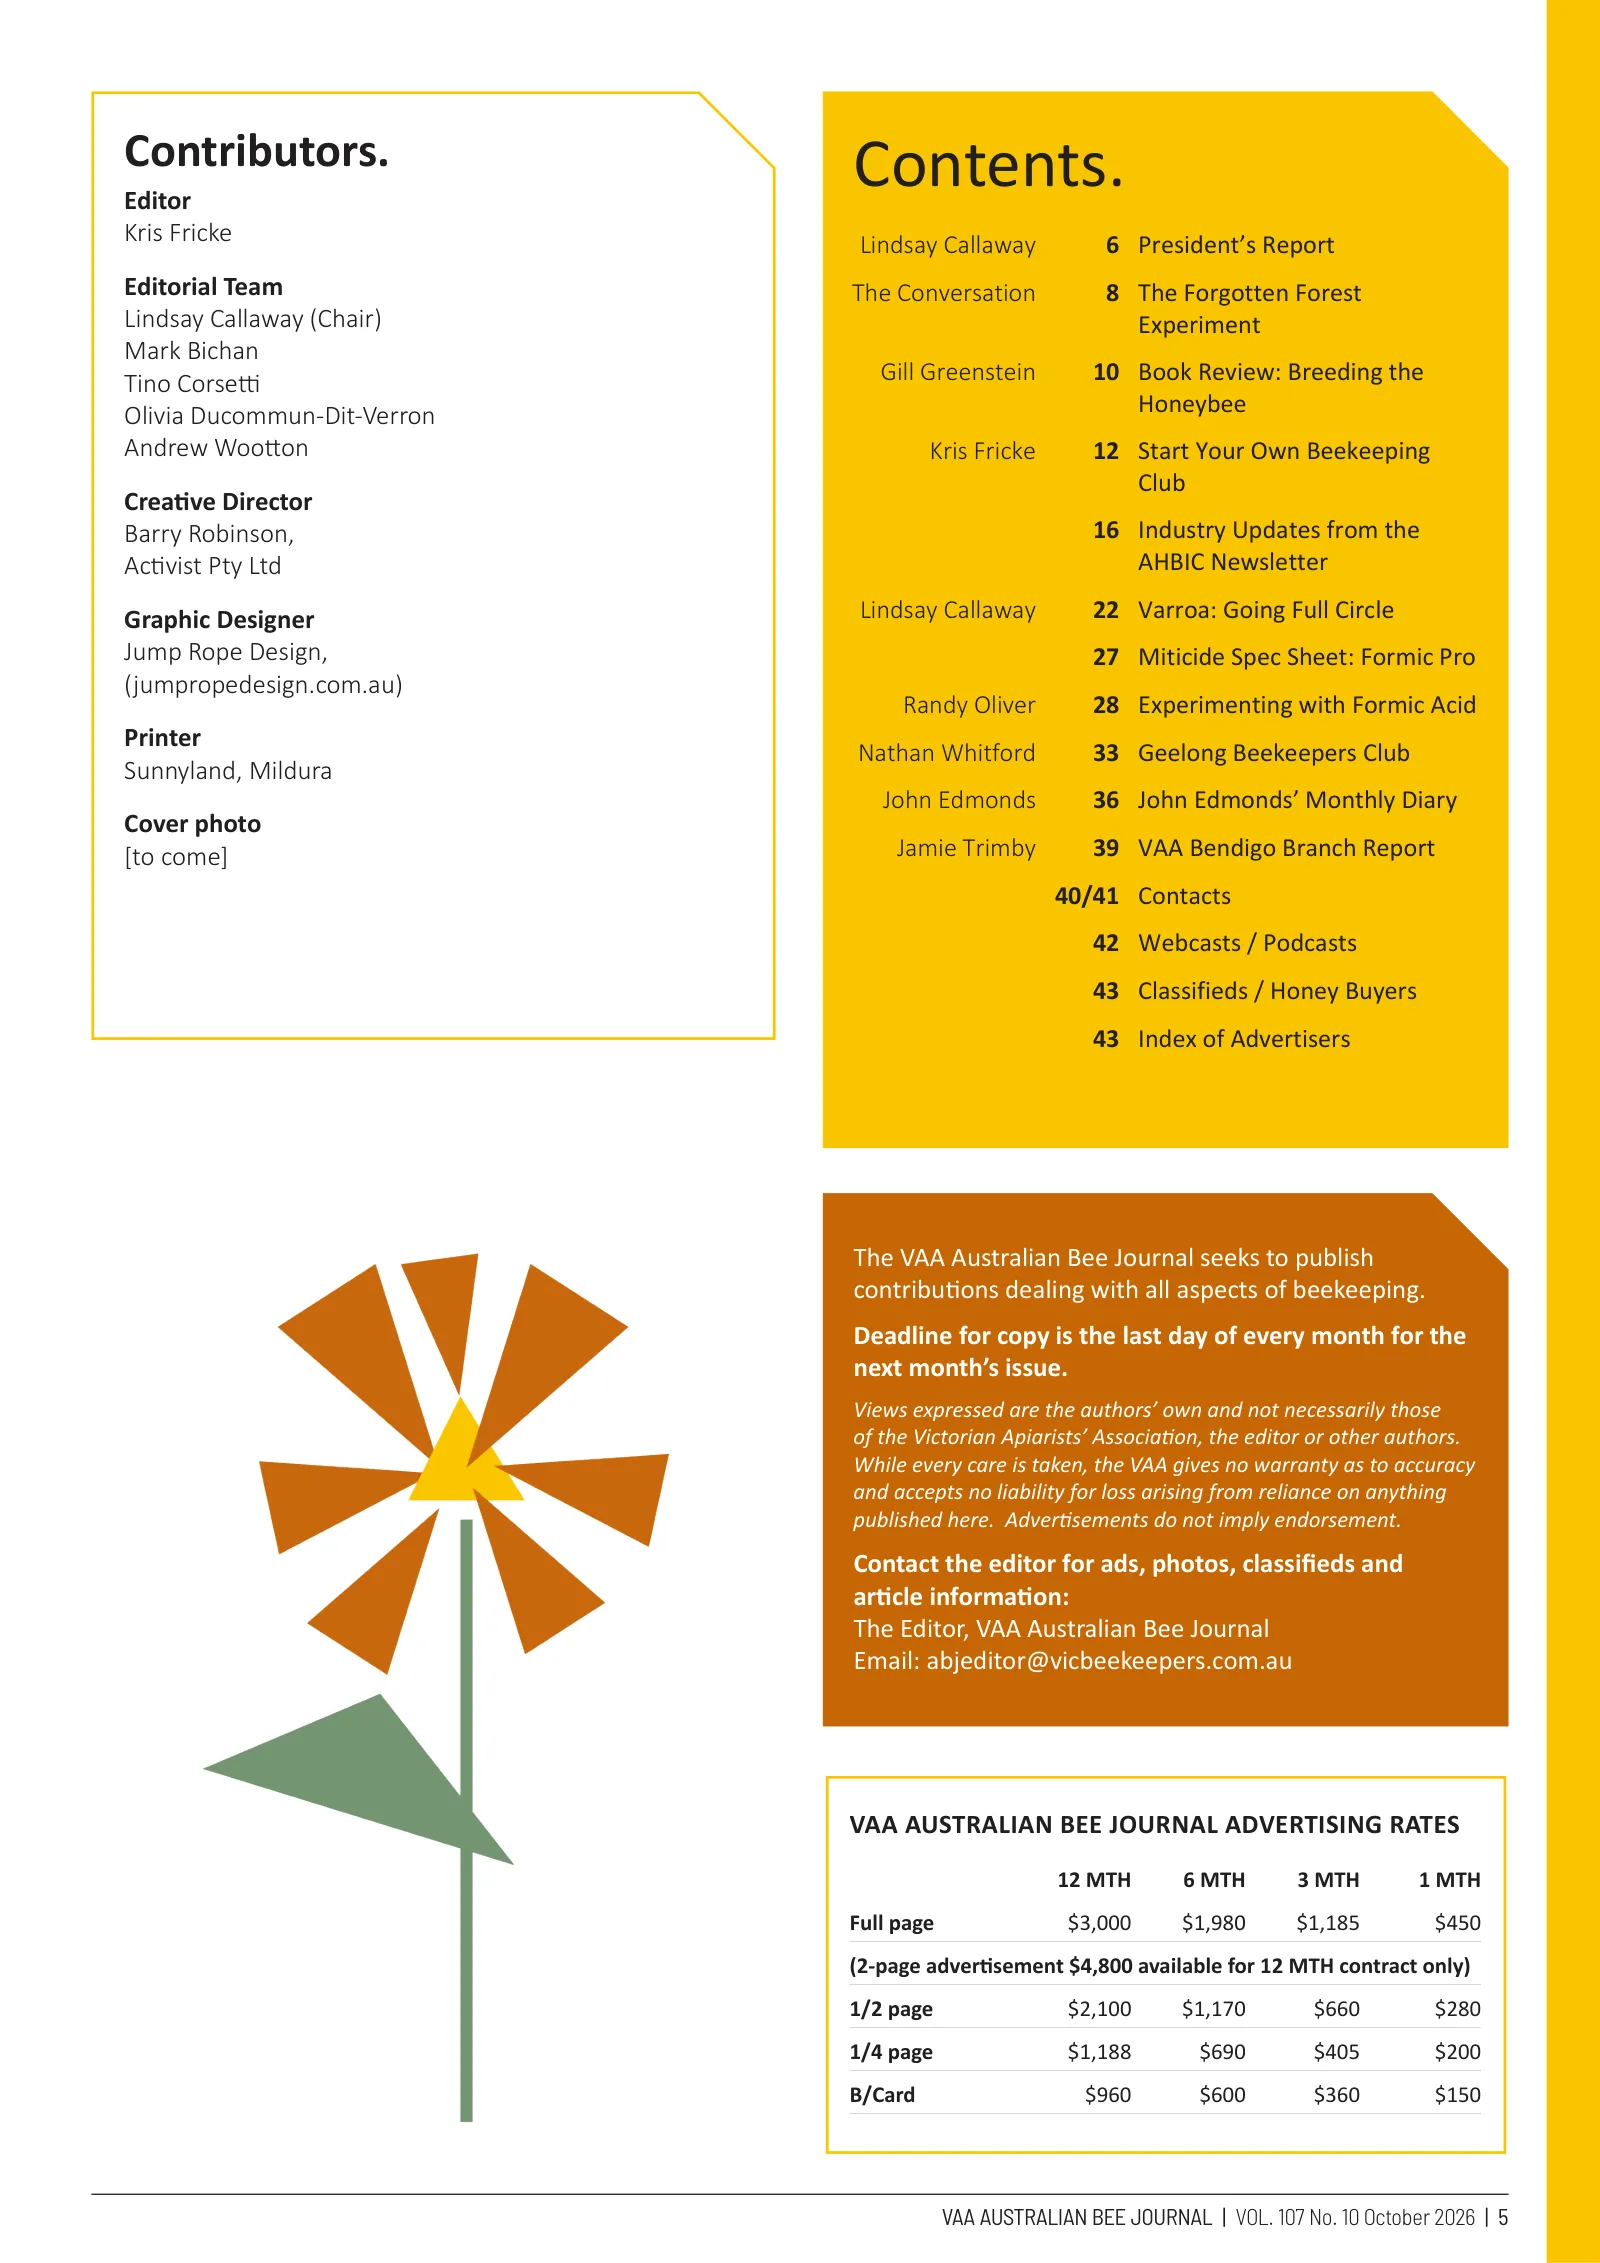 Contributors.
Editor
Kris Fricke
Editorial Team
Lindsay Callaway (Chair)
Mark Bichan
Tino Corsetti
Olivia Ducommun-Dit-Verron
Andrew Wootton
Creative Director
Barry Robinson,
Activist Pty Ltd
Graphic Designer
Jump Rope Design,
(jumpropedesign.com.au)
Printer
Sunnyland, Mildura
Cover photo
[to come]
Contents.
Lindsay Callaway 6 President’s Report
The Conversation 8 The Forgotten Forest
Experiment
Gill Greenstein 10 Book Review: Breeding the
Honeybee
Kris Fricke 12 Start Your Own Beekeeping
Club
16 Industry Updates from the
AHBIC Newsletter
Lindsay Callaway 22 Varroa: Going Full Circle
27 Miticide Spec Sheet: Formic Pro
Randy Oliver 28 Experimenting with Formic Acid
Nathan Whitford 33 Geelong Beekeepers Club
John Edmonds 36 John Edmonds’ Monthly Diary
Jamie Trimby 39 VAA Bendigo Branch Report
40/41 Contacts
42 Webcasts / Podcasts
43 Classifieds / Honey Buyers
43 Index of Advertisers
The VAA Australian Bee Journal seeks to publish
contributions dealing with all aspects of beekeeping.
Deadline for copy is the last day of every month for the
next month’s issue.
Views expressed are the authors’ own and not necessarily those
of the Victorian Apiarists’ Association, the editor or other authors.
While every care is taken, the VAA gives no warranty as to accuracy
and accepts no liability for loss arising from reliance on anything
published here. Advertisements do not imply endorsement.
Contact the editor for ads, photos, classifieds and
article information:
The Editor, VAA Australian Bee Journal
Email: abjeditor@vicbeekeepers.com.au
VAA AUSTRALIAN BEE JOURNAL ADVERTISING RATES
12 MTH 6 MTH 3 MTH 1 MTH
Full page $3,000 $1,980 $1,185 $450
(2-page advertisement $4,800 available for 12 MTH contract only)
1/2 page $2,100 $1,170 $660 $280
1/4 page $1,188 $690 $405 $200
B/Card $960 $600 $360 $150
VAA AUSTRALIAN BEE JOURNAL | VOL. 107 No. 10 October 2026 | 5